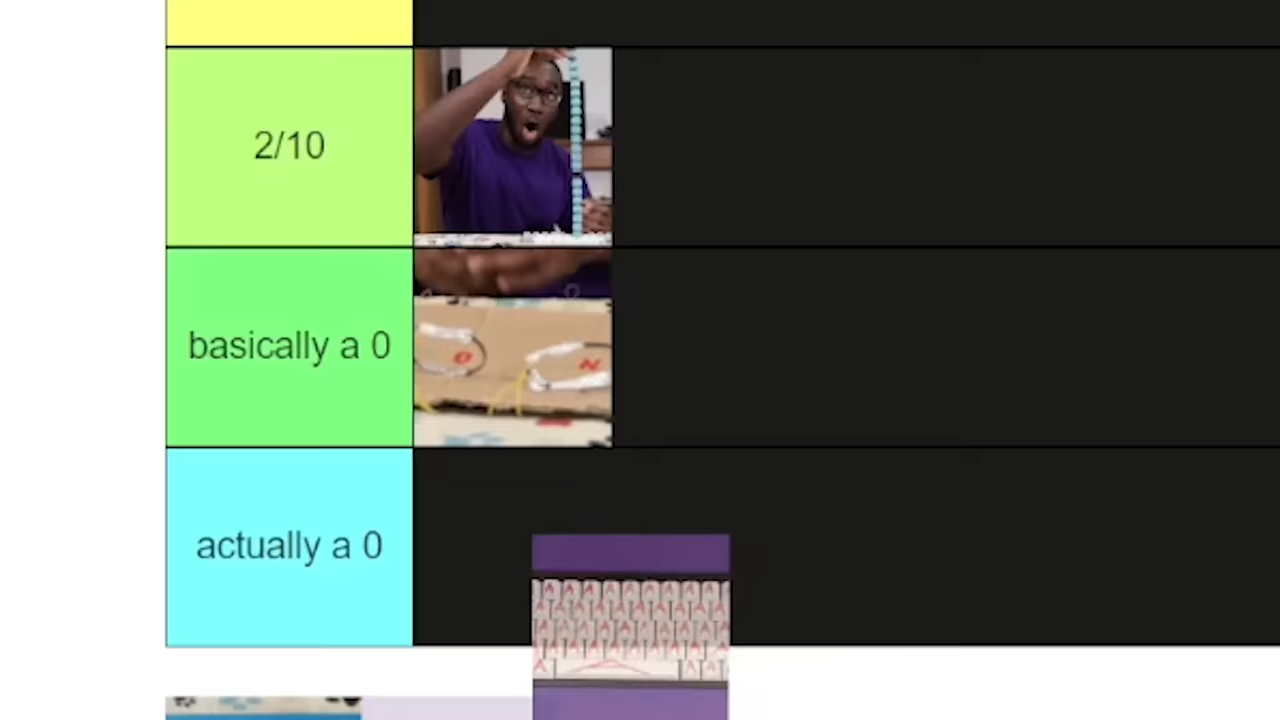 2/10
basically a 0
O N
actually a 0
A A A A A A A A A A
A A A A A A A A A A
A A A A A A A A A A
A A A A A A A A A
A A A A